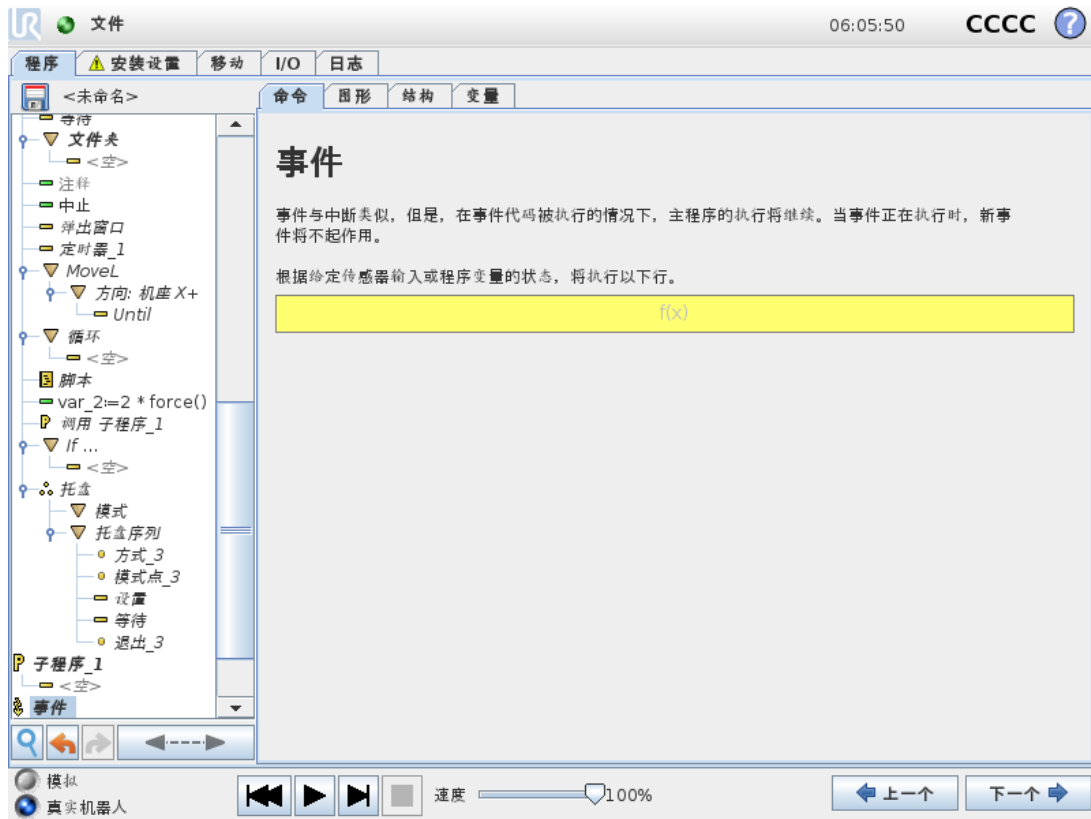 UR 文件 06:05:50 CCCC ?
程序 安装设置 移动 I/O 日志
<未命名> 命令 图形 结构 变量
等待
文件夹
<空>
注释
中止
弹出窗口
定时器_1
MoveL
方向: 机座 X+
Until
循环
<空>
脚本
var_2:=2 * force()
P 调用 子程序_1
If ...
<空>
托盘
模式
托盘序列
方式_3
模式点_3
设置
等待
退出_3
P 子程序_1
<空>
事件
事件
事件与中断类似，但是，在事件代码被执行的情况下，主程序的执行将继续。当事件正在执行时，新事
件将不起作用。
根据给定传感器输入或程序变量的状态，将执行以下行。
f(x)
模拟
真实机器人
速度 100% 上一个 下一个